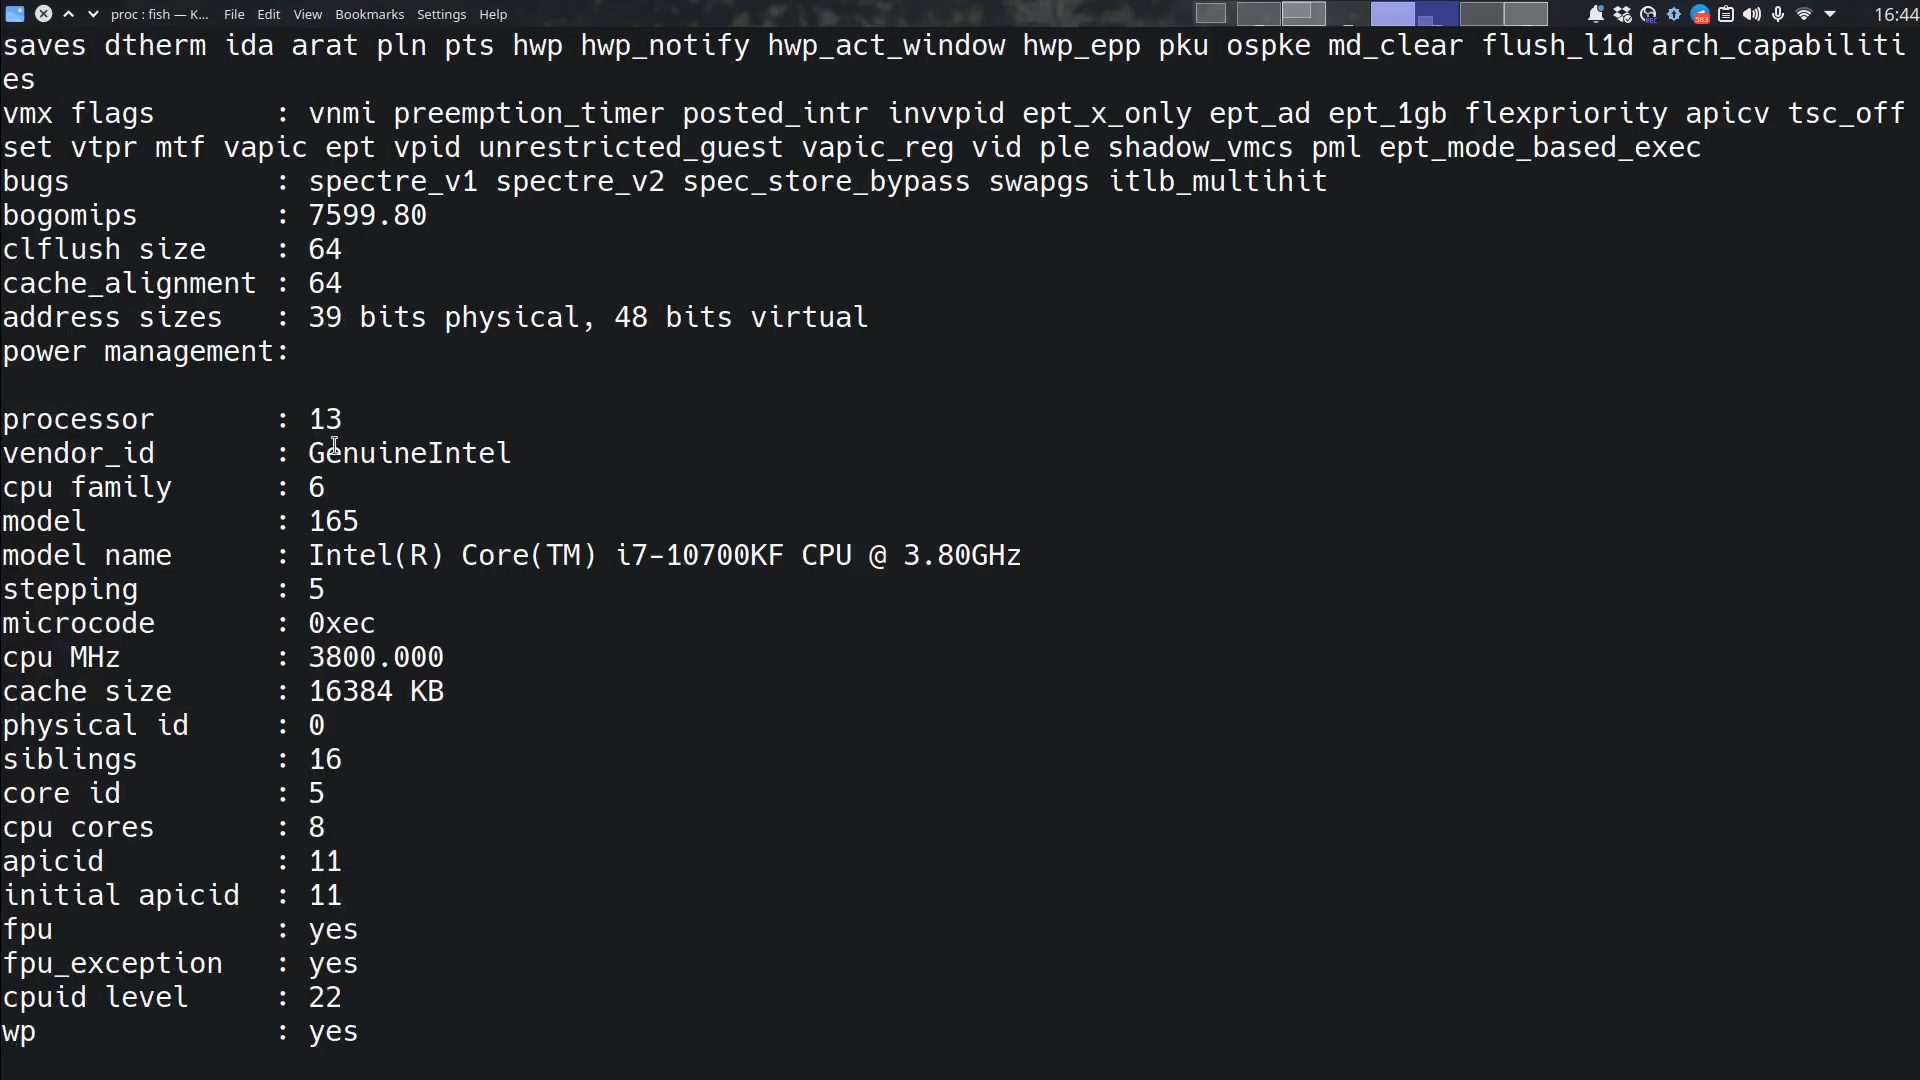 proc : fish — K... File Edit View Bookmarks Settings Help 583 16:44
saves dtherm ida arat pln pts hwp hwp_notify hwp_act_window hwp_epp pku ospke md_clear flush_l1d arch_capabiliti
es
vmx flags : vnmi preemption_timer posted_intr invvpid ept_x_only ept_ad ept_1gb flexpriority apicv tsc_off
set vtpr mtf vapic ept vpid unrestricted_guest vapic_reg vid ple shadow_vmcs pml ept_mode_based_exec
bugs : spectre_v1 spectre_v2 spec_store_bypass swapgs itlb_multihit
bogomips : 7599.80
clflush size : 64
cache_alignment : 64
address sizes : 39 bits physical, 48 bits virtual
power management:
processor : 13
vendor_id : GenuineIntel
cpu family : 6
model : 165
model name : Intel(R) Core(TM) i7-10700KF CPU @ 3.80GHz
stepping : 5
microcode : 0xec
cpu MHz : 3800.000
cache size : 16384 KB
physical id : 0
siblings : 16
core id : 5
cpu cores : 8
apicid : 11
initial apicid : 11
fpu : yes
fpu_exception : yes
cpuid level : 22
wp : yes